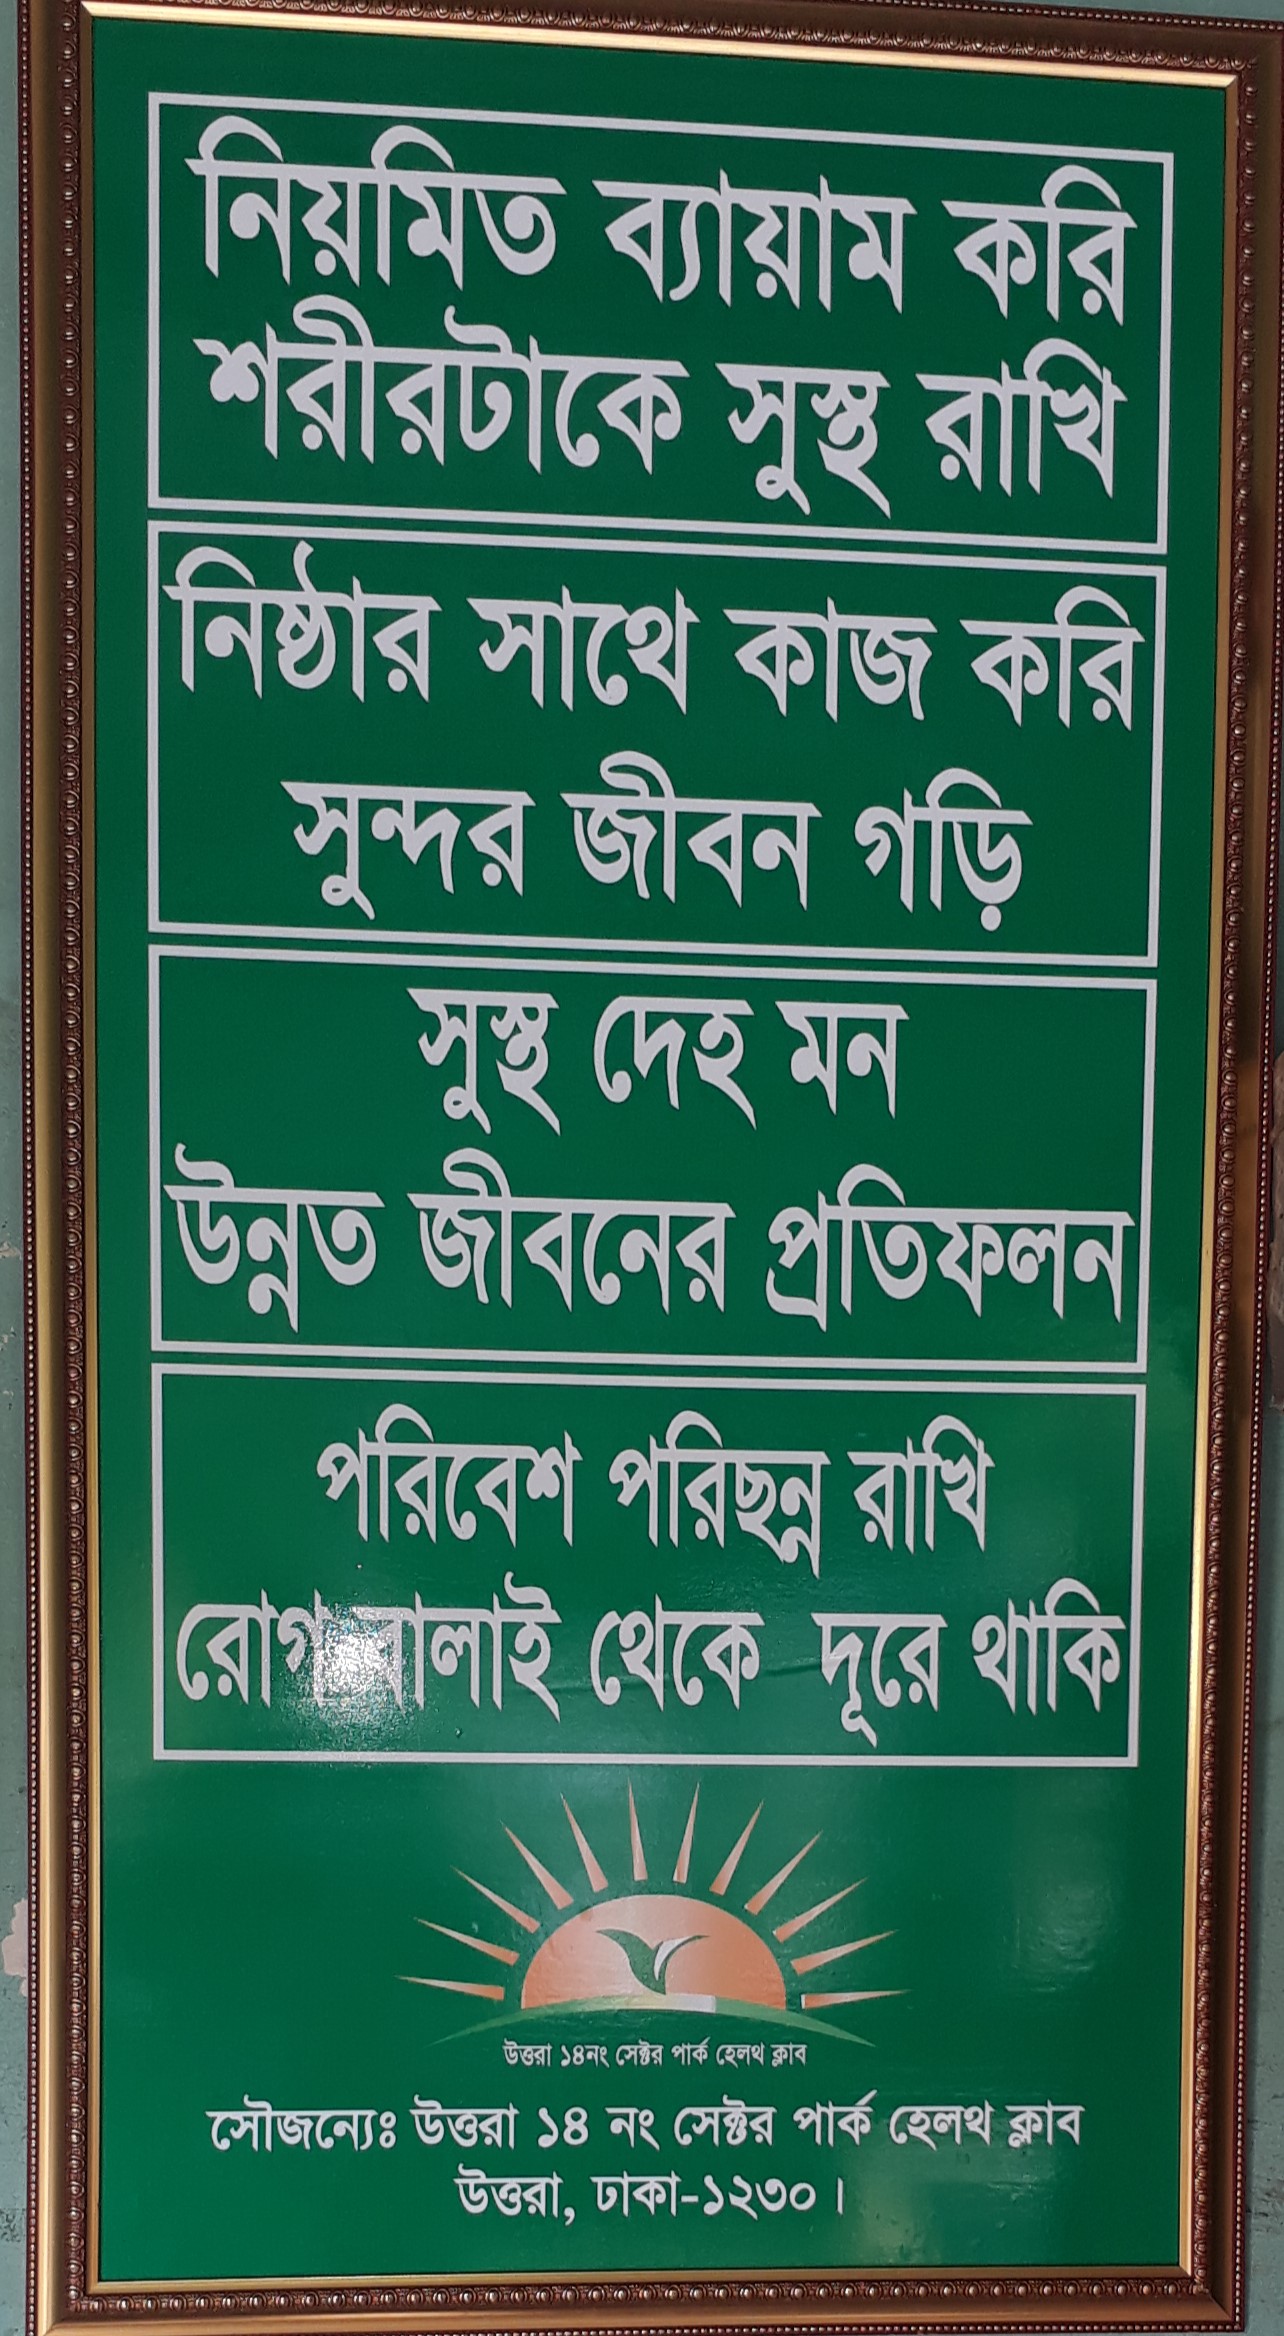 নিয়মিত ব্যায়াম করি
শরীরটাকে সুস্থ রাখি
নিষ্ঠার সাথে কাজ করি
সুন্দর জীবন গড়ি
সুস্থ দেহ মন
উন্নত জীবনের প্রতিফলন
পরিবেশ পরিছন্ন রাখি
রোগ বালাই থেকে দূরে থাকি
উত্তরা ১৪নং সেক্টর পার্ক হেলথ ক্লাব
সৌজন্যেঃ উত্তরা ১৪ নং সেক্টর পার্ক হেলথ ক্লাব
উত্তরা, ঢাকা-১২৩০।